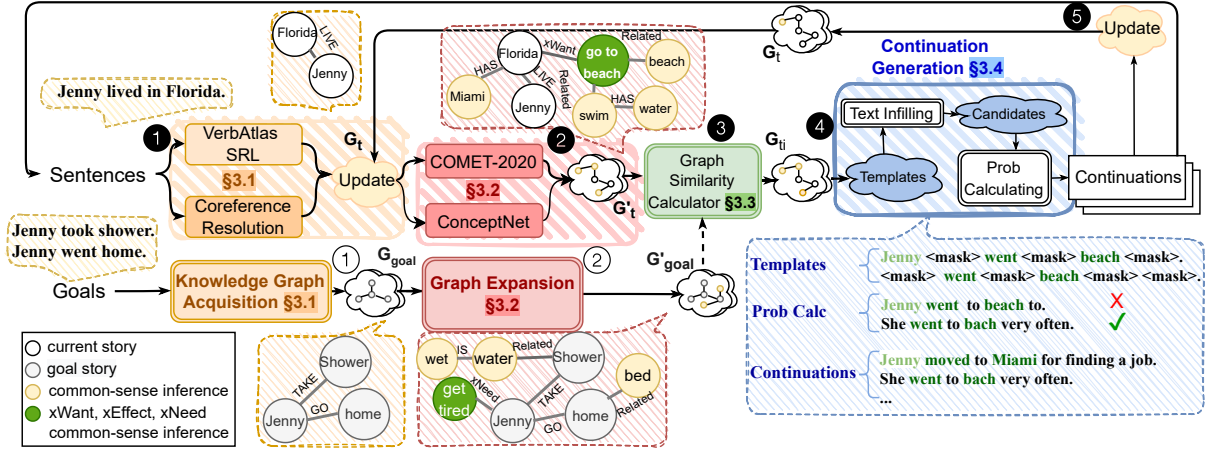 Florida
LIVE
Jenny
Jenny lived in Florida.
1
Sentences
VerbAtlas
SRL
§3.1
Coreference
Resolution
Gt
Update
COMET-2020
§3.2
ConceptNet
2
G't
Florida
xWant
go to
beach
Related
beach
HAS
Miami
LIVE
Jenny
Related
swim
HAS
water
3
Graph
Similarity
Calculator §3.3
Gt
Gti
4
Continuation
Generation §3.4
Text Infilling
Candidates
Templates
Prob
Calculating
5
Update
Continuations
Jenny took shower.
Jenny went home.
Goals
Knowledge Graph
Acquisition §3.1
1
Ggoal
Graph Expansion
§3.2
2
G'goal
current story
goal story
common-sense inference
xWant, xEffect, xNeed
common-sense inference
Shower
TAKE
Jenny
GO
home
wet
IS
water
Related
Shower
get
tired
xNeed
Jenny
TAKE
GO
home
bed
Related
Templates
Jenny <mask> went <mask> beach <mask>.
<mask> went <mask> beach <mask> <mask>.
Prob Calc
Jenny went to beach to. X
She went to bach very often. ✓
Continuations
Jenny moved to Miami for finding a job.
She went to bach very often.
...